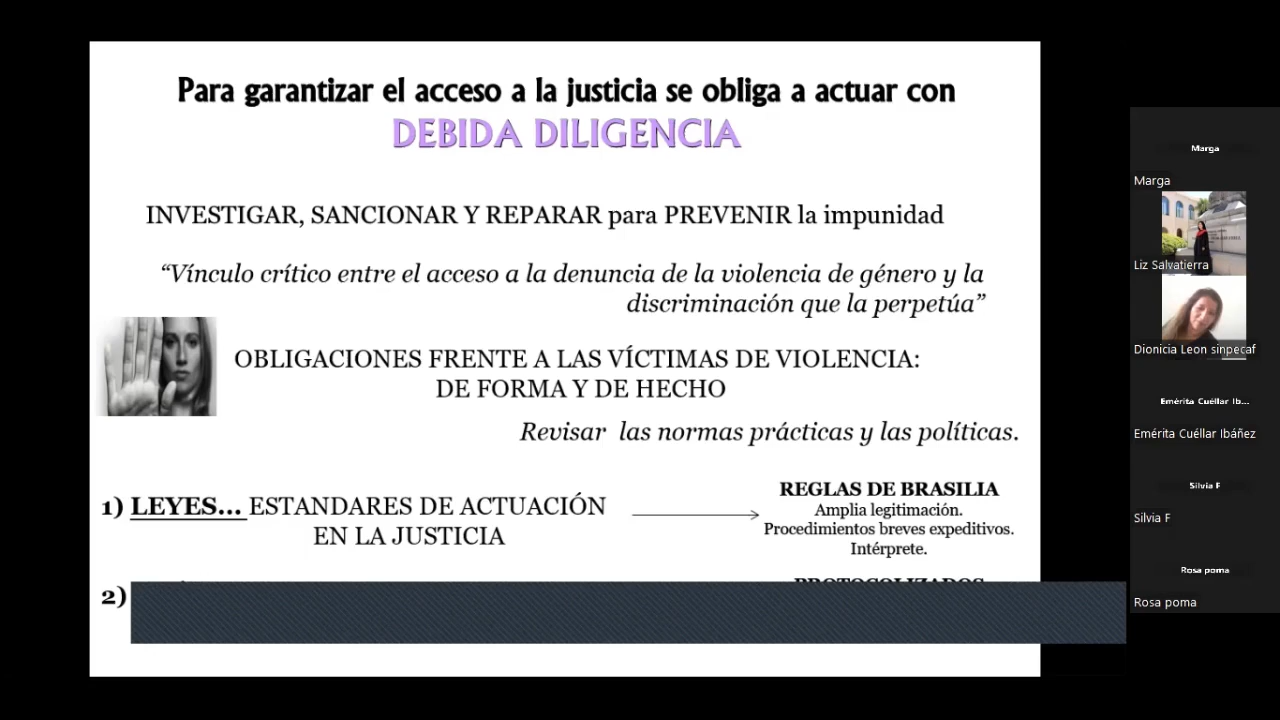 Para garantizar el acceso a la justicia se obliga a actuar con
DEBIDA DILIGENCIA
INVESTIGAR, SANCIONAR Y REPARAR para PREVENIR la impunidad
“Vínculo crítico entre el acceso a la denuncia de la violencia de género y la
discriminación que la perpetúa”
OBLIGACIONES FRENTE A LAS VÍCTIMAS DE VIOLENCIA:
DE FORMA Y DE HECHO
Revisar las normas prácticas y las políticas.
1) LEYES... ESTANDARES DE ACTUACIÓN
EN LA JUSTICIA
REGLAS DE BRASILIA
Amplia legitimación.
Procedimientos breves expeditivos.
Intérprete.
PROTOCOLIZADOS
2)
Marga
Marga
Liz Salvatierra
Dionicia Leon sinpecaf
Emérita Cuéllar Ib...
Emérita Cuéllar Ibáñez
Silvia F
Silvia F
Rosa poma
Rosa poma